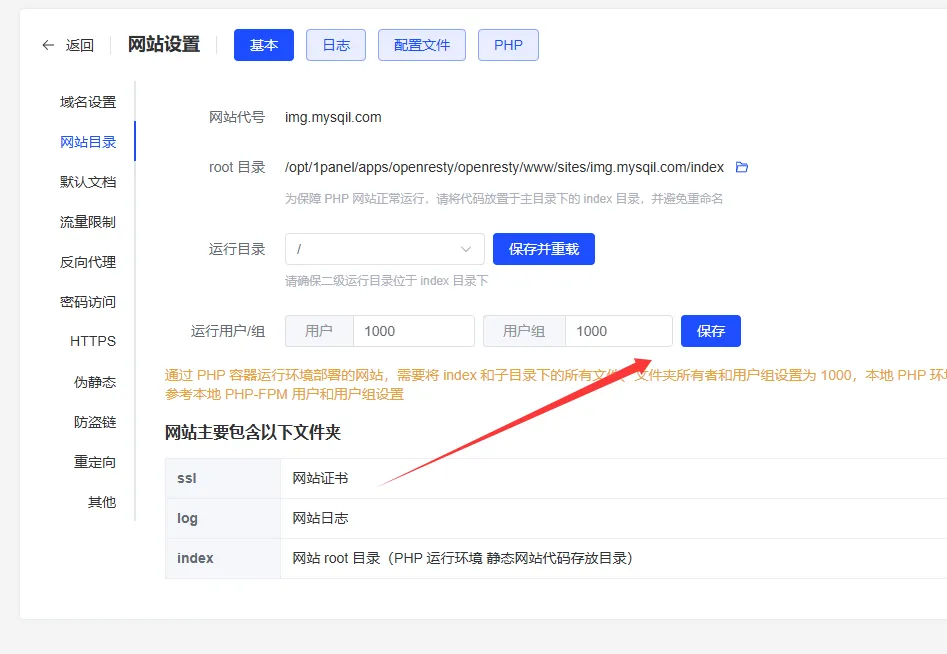 返回 网站设置 基本 日志 配置文件 PHP
域名设置
网站目录
默认文档
流量限制
反向代理
密码访问
HTTPS
伪静态
防盗链
重定向
其他
网站代号 img.mysqil.com
root 目录 /opt/1panel/apps/openresty/openresty/www/sites/img.mysqil.com/index
为保障 PHP 网站正常运行，请将代码放置于主目录下的 index 目录，并避免重命名
运行目录 / 保存并重载
请确保二级运行目录位于 index 目录下
运行用户/组 用户 1000 用户组 1000 保存
通过 PHP 容器运行环境部署的网站，需要将 index 和子目录下的所有文件、文件夹所有者和用户组设置为 1000，本地 PHP
参考本地 PHP-FPM 用户和用户组设置
网站主要包含以下文件夹
ssl 网站证书
log 网站日志
index 网站 root 目录（PHP 运行环境 静态网站代码存放目录）